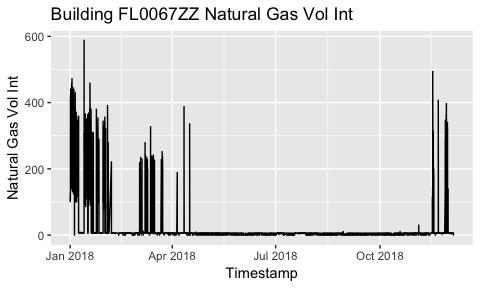 Building FL0067ZZ Natural Gas Vol Int
600
400
200
0
Natural Gas Vol Int
Jan 2018 Apr 2018 Jul 2018 Oct 2018
Timestamp